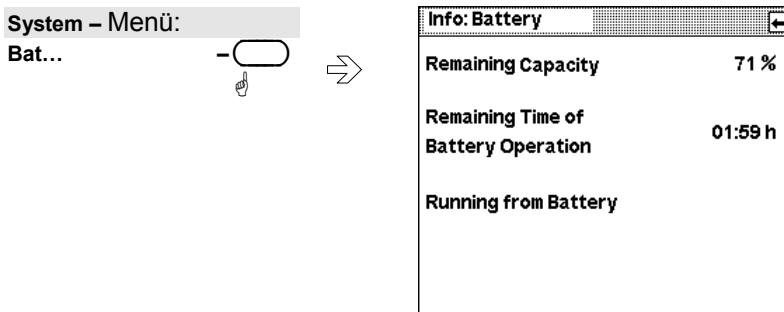 System – Menü:
Bat…
Info: Battery
Remaining Capacity 71 %
Remaining Time of
Battery Operation 01:59 h
Running from Battery